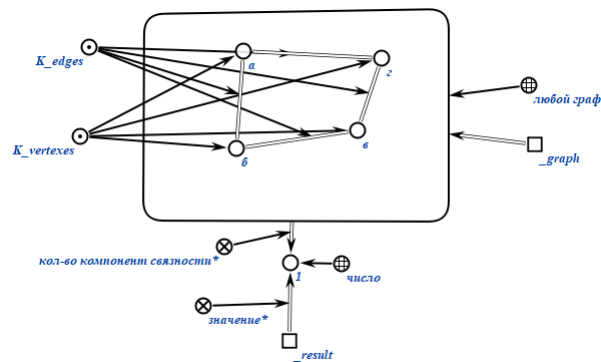 K_edges
а
г
любой граф
K_vertexes
в
_graph
б
кол-во компонент связности*
1
число
значение*
_result